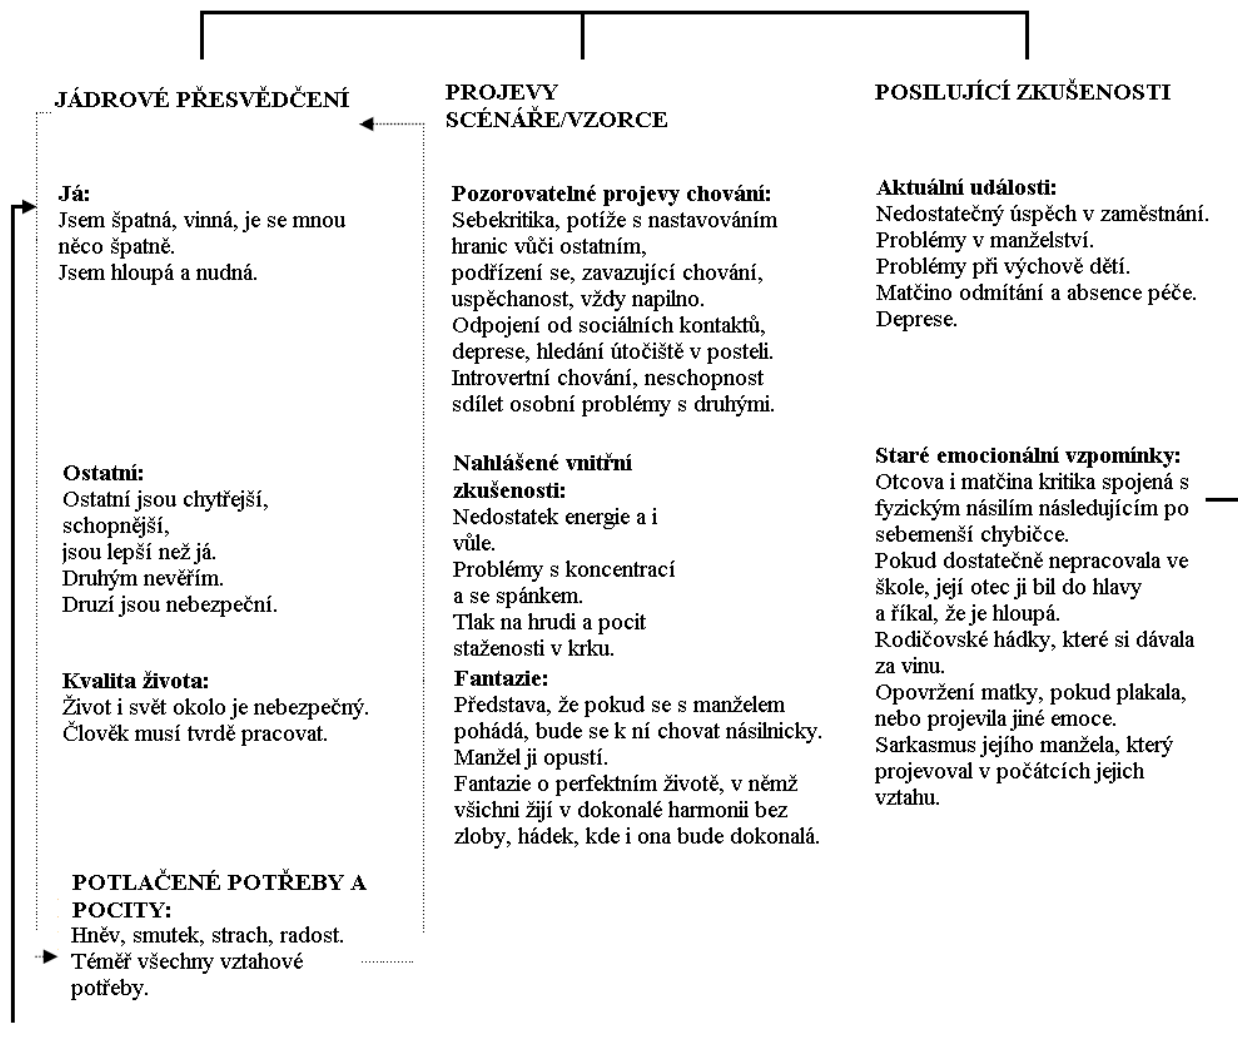 JÁDROVÉ PŘESVĚDČENÍ
Já:
Jsem špatná, vinná, je se mnou
něco špatně.
Jsem hloupá a nudná.
Ostatní:
Ostatní jsou chytřejší,
schopnější,
jsou lepší než já.
Druhým nevěřím.
Druzí jsou nebezpeční.
Kvalita života:
Život i svět okolo je nebezpečný.
Člověk musí tvrdě pracovat.
POTLAČENÉ POTŘEBY A
POCITY:
Hněv, smutek, strach, radost.
Téměř všechny vztahové
potřeby.
PROJEVY
SCÉNÁŘE/VZORCE
Pozorovatelné projevy chování:
Sebekritika, potíže s nastavováním
hranic vůči ostatním,
podřízení se, zavazující chování,
uspěchanost, vždy napilno.
Odpojení od sociálních kontaktů,
deprese, hledání útočiště v posteli.
Introvertní chování, neschopnost
sdílet osobní problémy s druhými.
Nahlášené vnitřní
zkušenosti:
Nedostatek energie a i
vůle.
Problémy s koncentrací
a se spánkem.
Tlak na hrudi a pocit
staženosti v krku.
Fantazie:
Představa, že pokud se s manželem
pohádá, bude se k ní chovat násilnicky.
Manžel ji opustí.
Fantazie o perfektním životě, v němž
všichni žijí v dokonalé harmonii bez
zloby, hádek, kde i ona bude dokonalá.
POSILUJÍCÍ ZKUŠENOSTI
Aktuální události:
Nedostatečný úspěch v zaměstnání.
Problémy v manželství.
Problémy při výchově dětí.
Matčino odmítání a absence péče.
Deprese.
Staré emocionální vzpomínky:
Otcova i matčina kritika spojená s
fyzickým násilím následujícím po
sebemenší chybičce.
Pokud dostatečně nepracovala ve
škole, její otec ji bil do hlavy
a říkal, že je hloupá.
Rodičovské hádky, které si dávala
za vinu.
Opovržení matky, pokud plakala,
nebo projevila jiné emoce.
Sarkasmus jejího manžela, který
projevoval v počátcích jejich
vztahu.